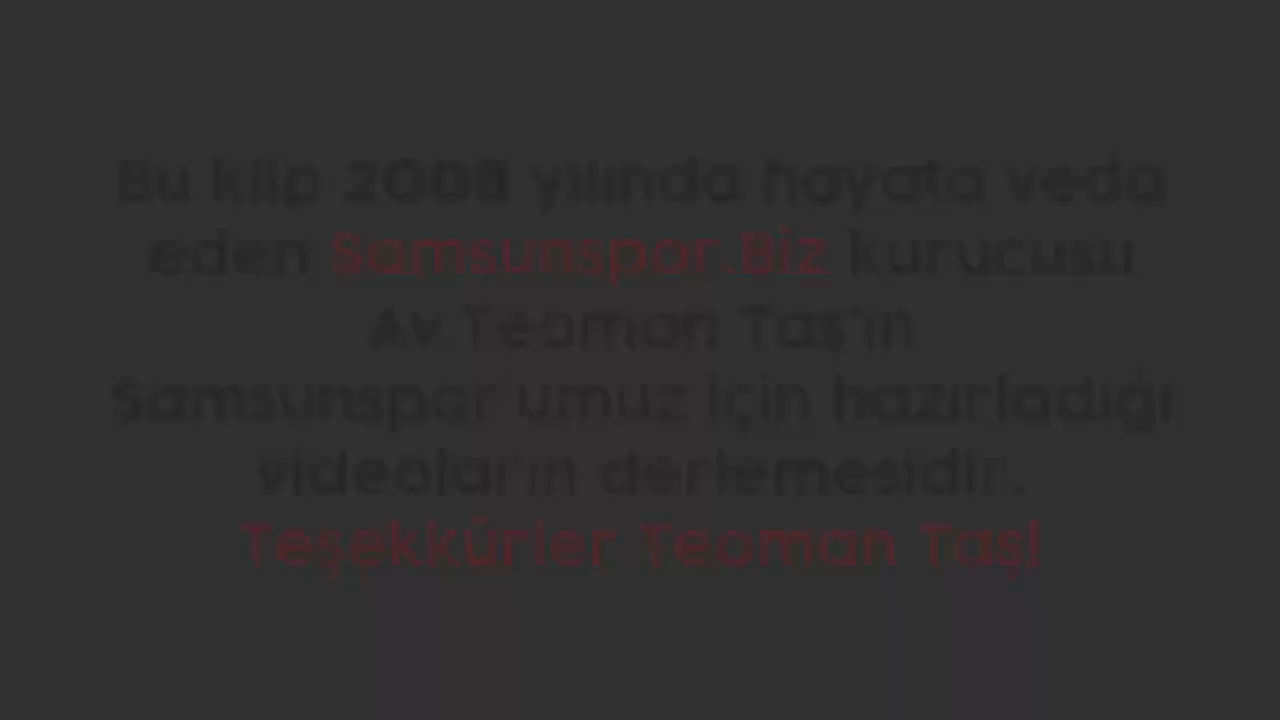 Bu klip 2008 yılında hayata veda
eden Samsunspor.Biz kurucusu
Av Teoman Taş'ın
Samsunspor'umuz için hazırladığı
videoların derlemesidir.
Teşekkürler Teoman Taş!